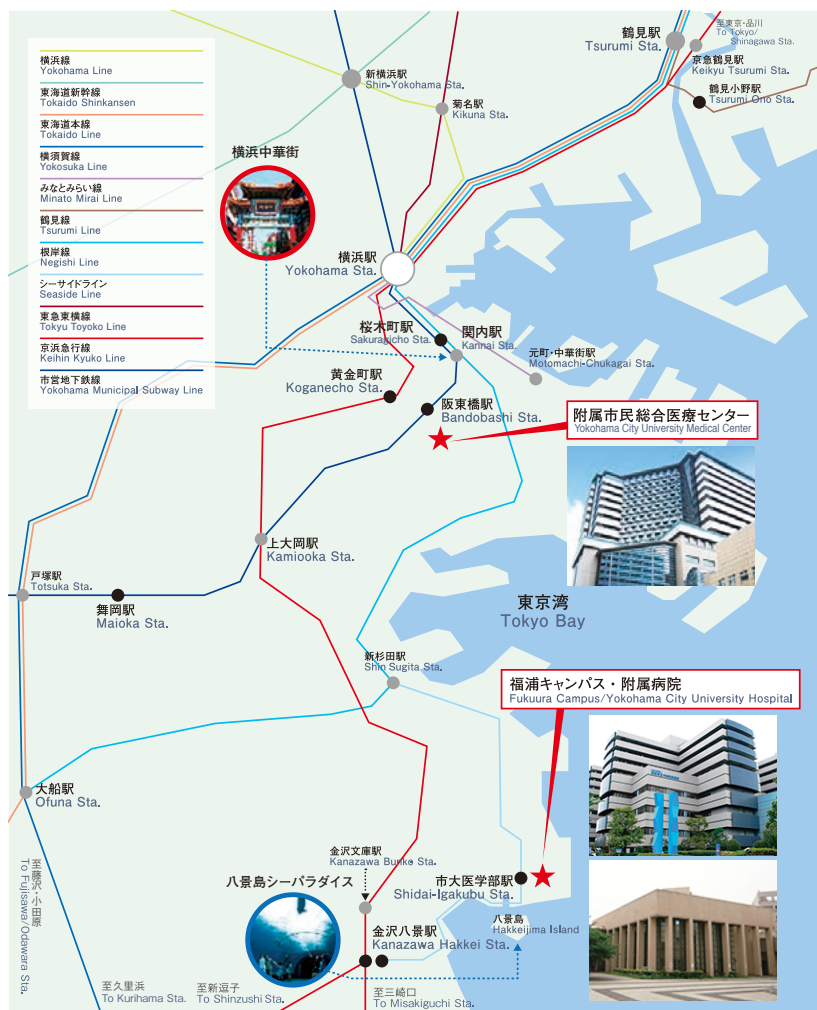 横浜線
Yokohama Line
東海道新幹線
Tokaido Shinkansen
東海道本線
Tokaido Line
横須賀線
Yokosuka Line
みなとみらい線
Minato Mirai Line
鶴見線
Tsurumi Line
根岸線
Negishi Line
シーサイドライン
Seaside Line
東急東横線
Tokyu Toyoko Line
京浜急行線
Keihin Kyuko Line
市営地下鉄線
Yokohama Municipal Subway Line
鶴見駅
Tsurumi Sta.
至東京・品川
To Tokyo/
Shinagawa Sta.
京急鶴見駅
Keikyu Tsurumi Sta.
鶴見小野駅
Tsurumi Ono Sta.
新横浜駅
Shin-Yokohama Sta.
菊名駅
Kikuna Sta.
横浜中華街
横浜駅
Yokohama Sta.
桜木町駅
Sakuragicho Sta.
関内駅
Kannai Sta.
元町・中華街駅
Motomachi-Chukagai Sta.
黄金町駅
Koganecho Sta.
阪東橋駅
Bandobashi Sta.
附属市民総合医療センター
Yokohama City University Medical Center
上大岡駅
Kamiooka Sta.
戸塚駅
Totsuka Sta.
舞岡駅
Maioka Sta.
東京湾
Tokyo Bay
新杉田駅
Shin Sugita Sta.
福浦キャンパス・附属病院
Fukuura Campus/Yokohama City University Hospital
大船駅
Ofuna Sta.
至藤沢・小田原
To Fujisawa/Odawara Sta.
金沢文庫駅
Kanazawa Bunko Sta.
八景島シーパラダイス
市大医学部駅
Shidai-Igakubu Sta.
八景島
Hakkeijima Island
金沢八景駅
Kanazawa Hakkei Sta.
至久里浜
To Kurihama Sta.
至新逗子
To Shinzushi Sta.
至三崎口
To Misakiguchi Sta.